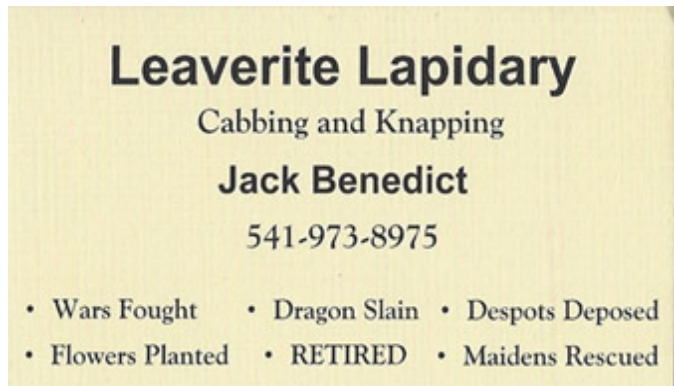 Leaverite Lapidary
Cabbing and Knapping
Jack Benedict
541-973-8975
• Wars Fought • Dragon Slain • Despots Deposed
• Flowers Planted • RETIRED • Maidens Rescued